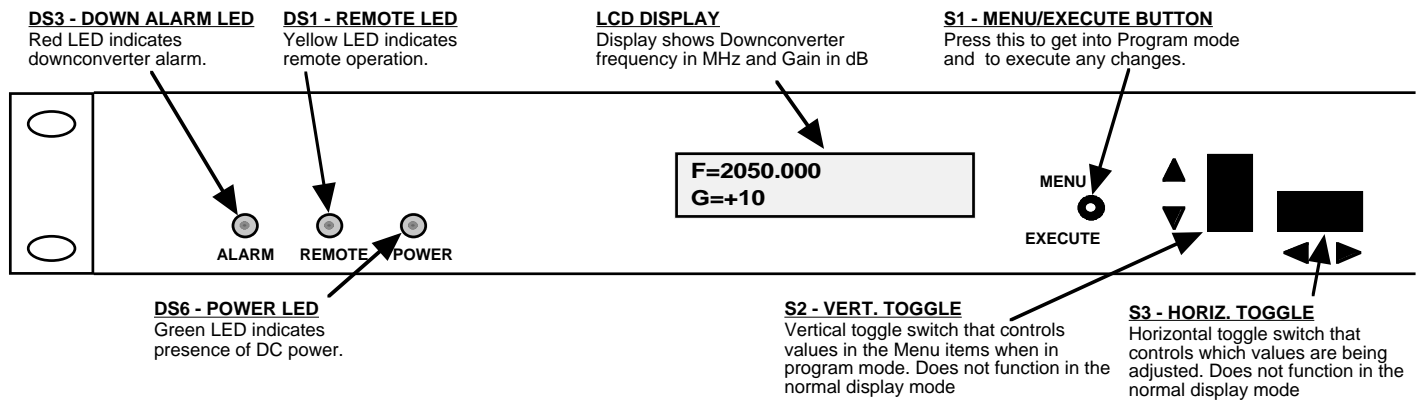 DS3 - DOWN ALARM LED
Red LED indicates
downconverter alarm.
DS1 - REMOTE LED
Yellow LED indicates
remote operation.
LCD DISPLAY
Display shows Downconverter
frequency in MHz and Gain in dB
S1 - MENU/EXECUTE BUTTON
Press this to get into Program mode
and to execute any changes.
F=2050.000
G=+10
MENU
EXECUTE
ALARM
REMOTE
POWER
DS6 - POWER LED
Green LED indicates
presence of DC power.
S2 - VERT. TOGGLE
Vertical toggle switch that controls
values in the Menu items when in
program mode. Does not function in the
normal display mode
S3 - HORIZ. TOGGLE
Horizontal toggle switch that
controls which values are being
adjusted. Does not function in the
normal display mode